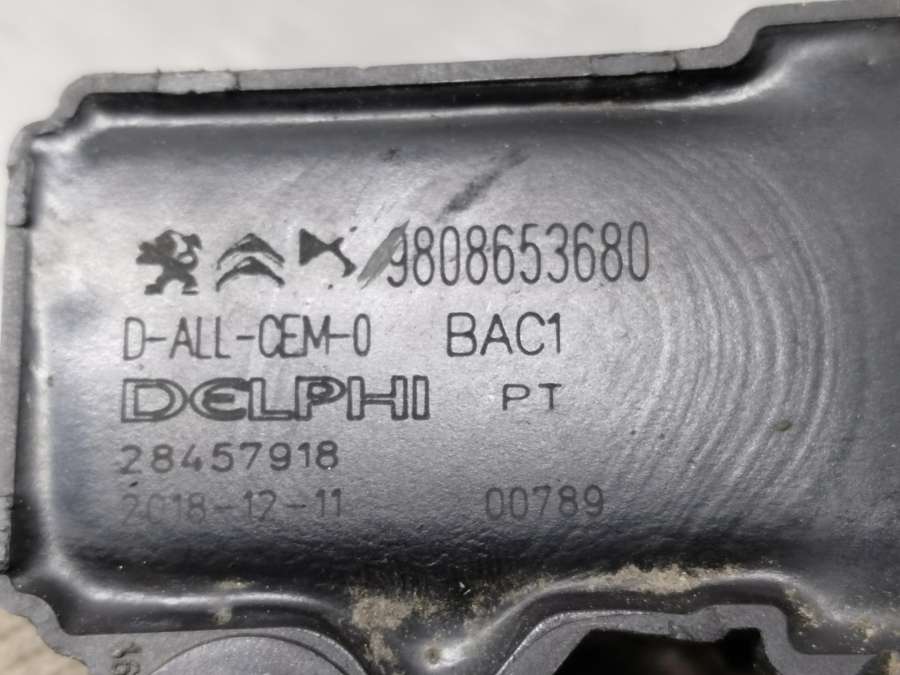 9808653680
D-ALL-CEM-0 BAC1
DELPHI PT
28457918
2018-12-11 00789